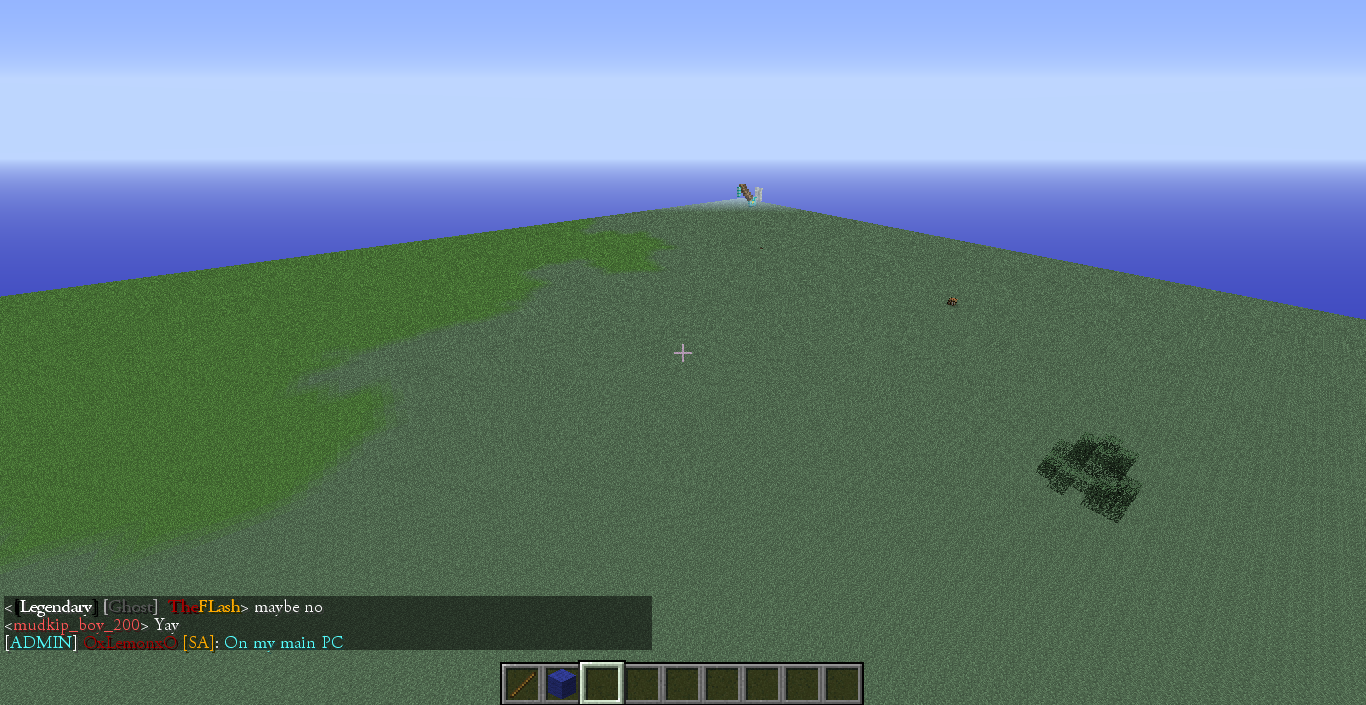 <[Legendary] [Ghost] TheFLash> maybe no
<mudkip_boy_200> Yay
[ADMIN] [SA]: On my main PC